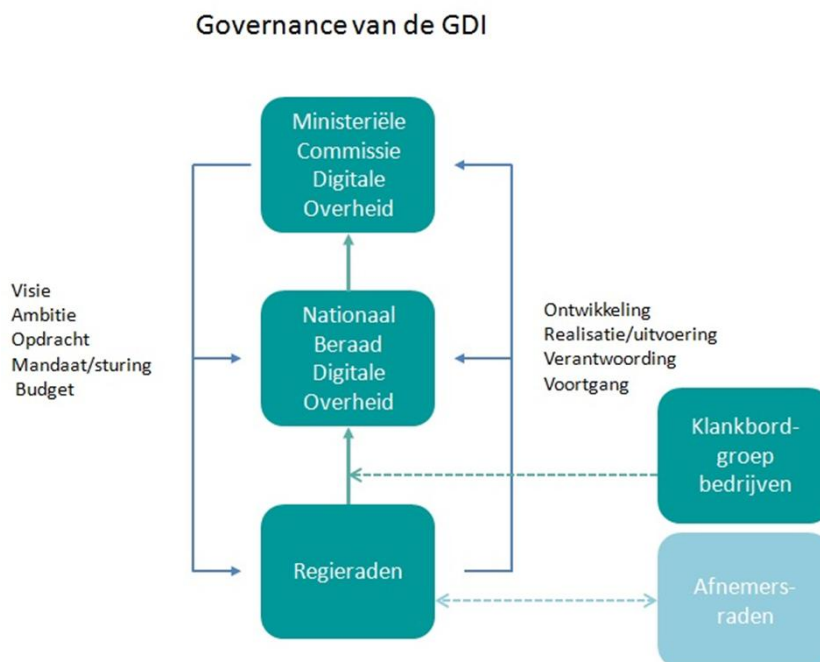 Governance van de GDI
Ministeriële
Commissie
Digitale
Overheid
Visie
Ambitie
Opdracht
Mandaat/sturing
Budget
Nationaal
Beraad
Digitale
Overheid
Ontwikkeling
Realisatie/uitvoering
Verantwoording
Voortgang
Klankbord-
groep
bedrijven
Regieraden
Afnemers-
raden